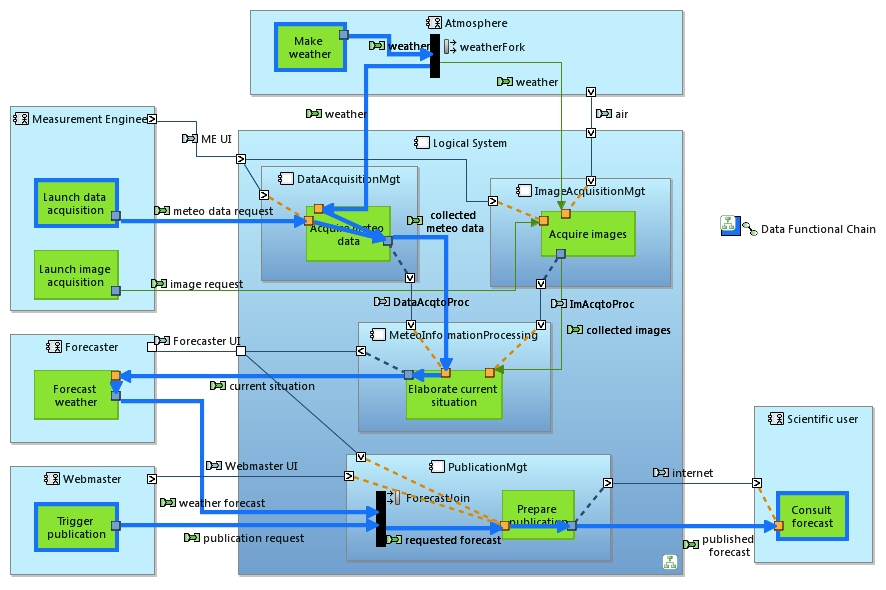 Atmosphere
Make
weather
weather
weatherFork
weather
weather
air
Measurement Enginee
ME UI
Logical System
DataAcquisitionMgt
ImageAcquisitionMgt
Launch data
acquisition
meteo data request
Acquire Meteo
data
collected
meteo data
Acquire images
Data Functional Chain
Launch image
acquisition
image request
DataAcqtoProc
ImAcqtoProc
collected images
Forecaster
Forecaster UI
MeteoInformationProcessing
Forecast
weather
current situation
Elaborate current
situation
Scientific user
Webmaster
Webmaster UI
PublicationMgt
internet
weather forecast
ForecastJoin
Trigger
publication
Prepare
publication
Consult
forecast
publication request
requested forecast
published
forecast